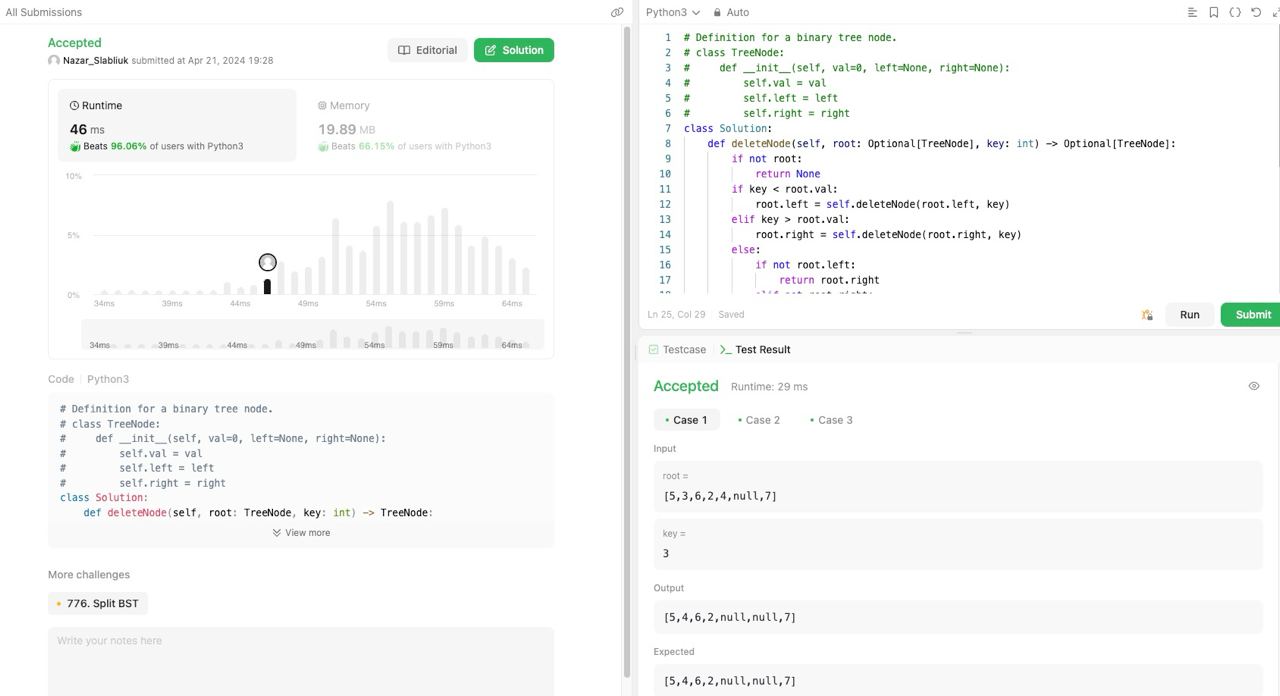 All Submissions
Accepted
Nazar_Slabliuk submitted at Apr 21, 2024 19:28
Editorial
Solution
Runtime
46 ms
Beats 96.06% of users with Python3
Memory
19.89 MB
Beats 66.15% of users with Python3
10%
5%
0%
34ms 39ms 44ms 49ms 54ms 59ms 64ms
34ms 39ms 44ms 49ms 54ms 59ms 64ms
Code | Python3
# Definition for a binary tree node.
# class TreeNode:
#     def __init__(self, val=0, left=None, right=None):
#         self.val = val
#         self.left = left
#         self.right = right
class Solution:
    def deleteNode(self, root: TreeNode, key: int) -> TreeNode:
View more
More challenges
776. Split BST
Write your notes here
Python3
Auto
1 # Definition for a binary tree node.
2 # class TreeNode:
3 #     def __init__(self, val=0, left=None, right=None):
4 #         self.val = val
5 #         self.left = left
6 #         self.right = right
7 class Solution:
8     def deleteNode(self, root: Optional[TreeNode], key: int) -> Optional[TreeNode]:
9         if not root:
10             return None
11         if key < root.val:
12             root.left = self.deleteNode(root.left, key)
13         elif key > root.val:
14             root.right = self.deleteNode(root.right, key)
15         else:
16             if not root.left:
17                 return root.right
Ln 25, Col 29 Saved
Run
Submit
Testcase
>_ Test Result
Accepted Runtime: 29 ms
• Case 1 • Case 2 • Case 3
Input
root =
[5,3,6,2,4,null,7]
key =
3
Output
[5,4,6,2,null,null,7]
Expected
[5,4,6,2,null,null,7]